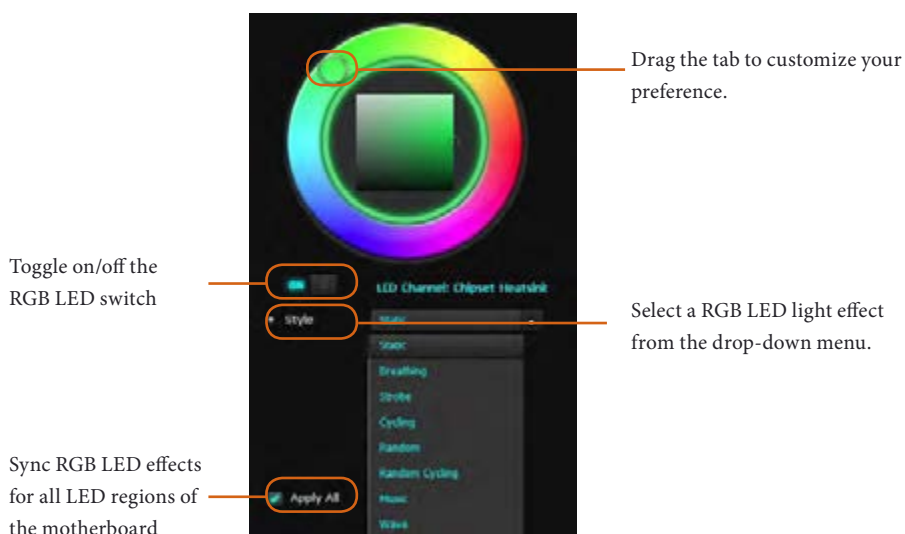 Drag the tab to customize your
preference.
Toggle on/off the
RGB LED switch
ON
LED Channel: Chipset Heatsink
Style
Static
Select a RGB LED light effect
from the drop-down menu.
Static
Breathing
Strobe
Cycling
Random
Random Cycling
Music
Wave
Sync RGB LED effects
for all LED regions of
the motherboard
Apply All